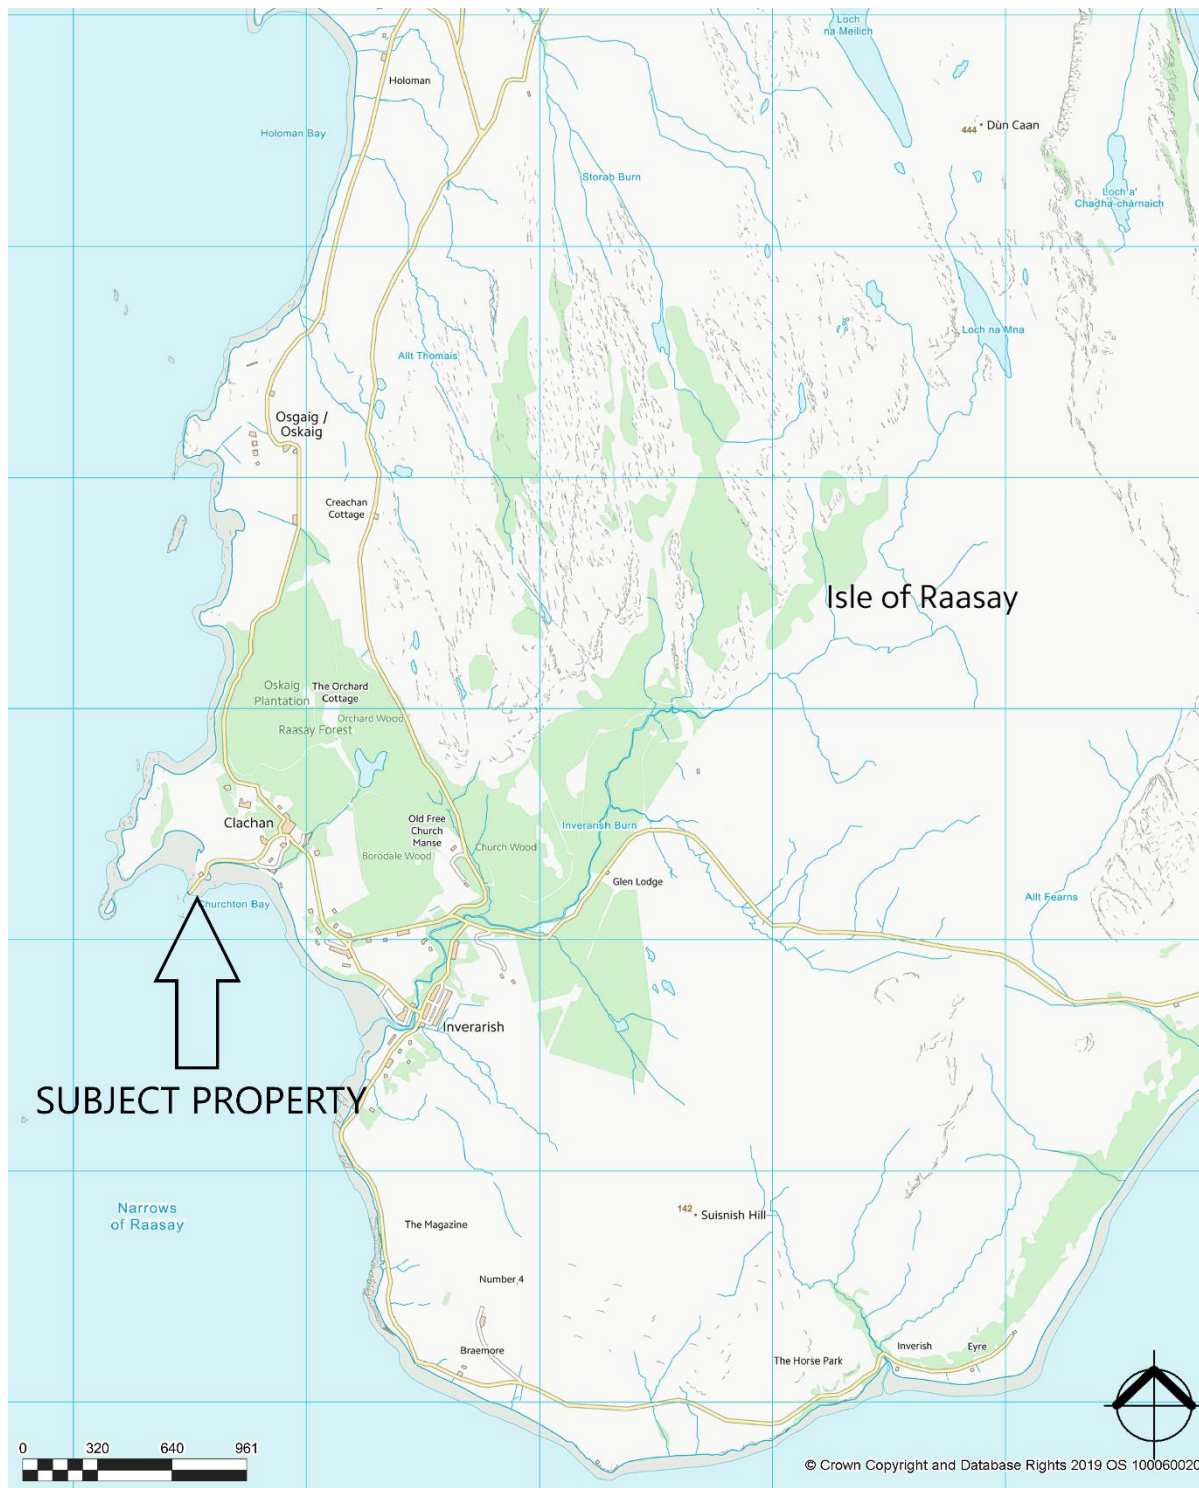 Loch
na Meilich
Holoman
Holoman Bay
444
Dùn Caan
Storab Burn
Loch a'
Chadha-charnaich
Loch na Mna
Allt Thomais
Osgaig /
Oskaig
Creachan
Cottage
Isle of Raasay
Oskaig
Plantation
The Orchard
Cottage
Orchard Wood
Raasay Forest
Clachan
Old Free
Church
Manse
Borodale Wood
Church Wood
Inverarish Burn
Glen Lodge
Churchton Bay
Allt Fearns
Inverarish
SUBJECT PROPERTY
Narrows
of Raasay
142
Suisnish Hill
The Magazine
Number 4
Braemore
The Horse Park
Inverish
Eyre
0 320 640 961
© Crown Copyright and Database Rights 2019 OS 100060020